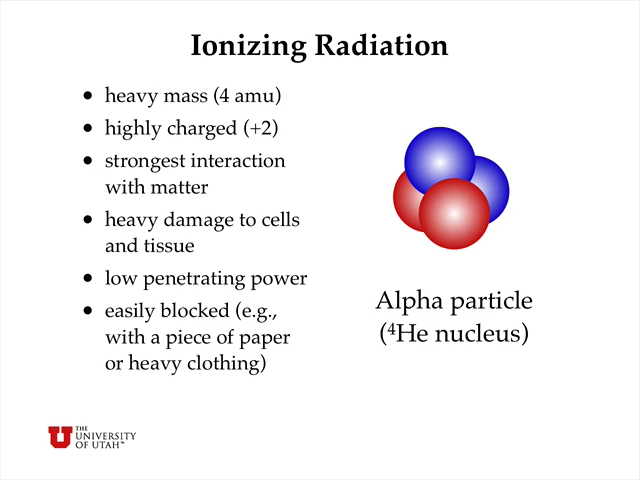 Ionizing Radiation
• heavy mass (4 amu)
• highly charged (+2)
• strongest interaction
with matter
• heavy damage to cells
and tissue
• low penetrating power
• easily blocked (e.g.,
with a piece of paper
or heavy clothing)
Alpha particle
(⁴He nucleus)
U THE
UNIVERSITY
OF UTAH™